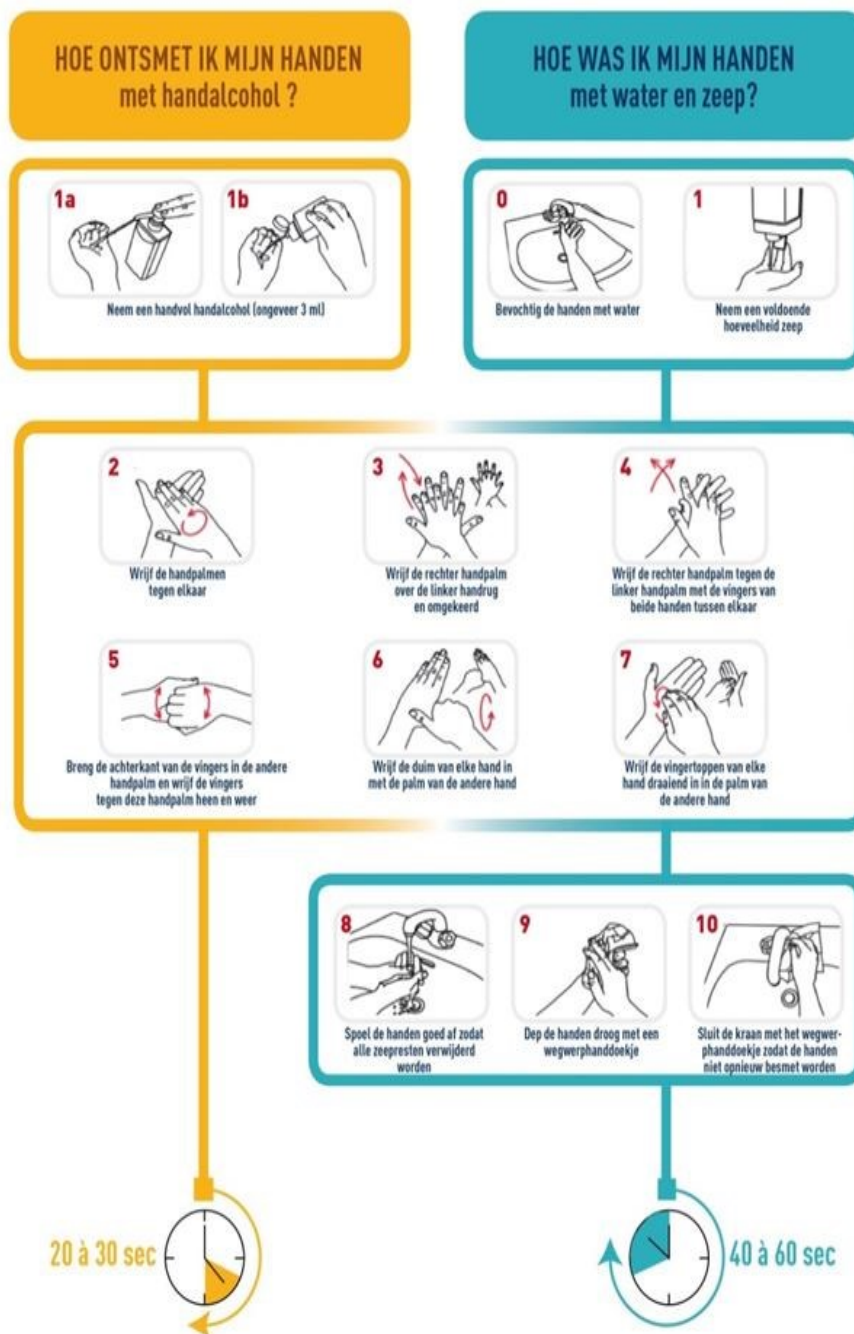 HOE ONTSMET IK MIJN HANDEN
met handalcohol ?
HOE WAS IK MIJN HANDEN
met water en zeep?
1a
1b
Neem een handvol handalcohol (ongeveer 3 ml)
0
Bevochtig de handen met water
1
Neem een voldoende
hoeveelheid zeep
2
Wrijf de handpalmen
tegen elkaar
3
Wrijf de rechter handpalm
over de linker handrug
en omgekeerd
4
Wrijf de rechter handpalm tegen de
linker handpalm met de vingers van
beide handen tussen elkaar
5
Breng de achterkant van de vingers in de andere
handpalm en wrijf de vingers
tegen deze handpalm heen en weer
6
Wrijf de duim van elke hand in
met de palm van de andere hand
7
Wrijf de vingertoppen van elke
hand draaiend in in de palm van
de andere hand
8
Spoel de handen goed af zodat
alle zeepresten verwijderd
worden
9
Dep de handen droog met een
wegwerphanddoekje
10
Sluit de kraan met het wegwer-
phanddoekje zodat de handen
niet opnieuw besmet worden
20 à 30 sec
40 à 60 sec